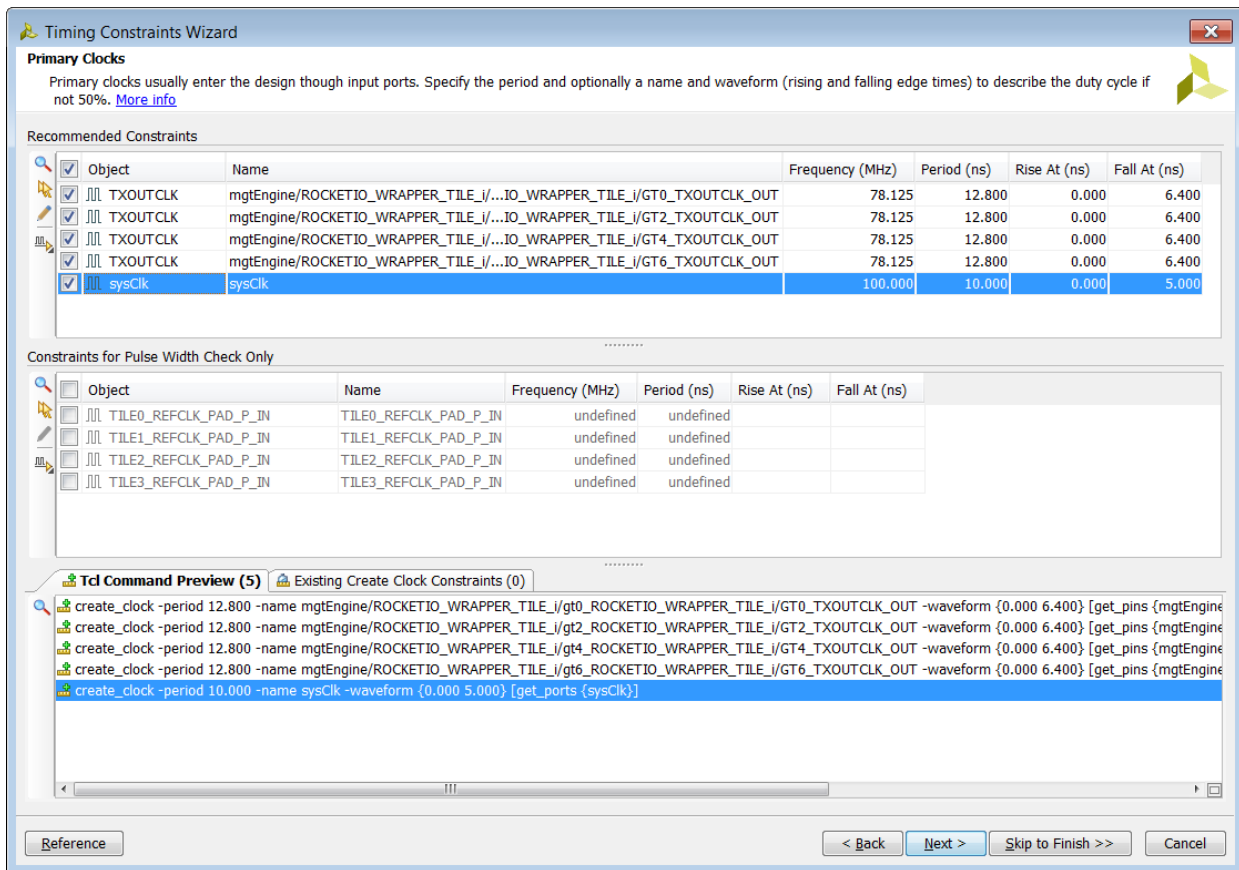 Timing Constraints Wizard
Primary Clocks
Primary clocks usually enter the design though input ports. Specify the period and optionally a name and waveform (rising and falling edge times) to describe the duty cycle if
not 50%. More info
Recommended Constraints
Object Name Frequency (MHz) Period (ns) Rise At (ns) Fall At (ns)
TXOUTCLK mgtEngine/ROCKETIO_WRAPPER_TILE_i/...IO_WRAPPER_TILE_i/GT0_TXOUTCLK_OUT 78.125 12.800 0.000 6.400
TXOUTCLK mgtEngine/ROCKETIO_WRAPPER_TILE_i/...IO_WRAPPER_TILE_i/GT2_TXOUTCLK_OUT 78.125 12.800 0.000 6.400
TXOUTCLK mgtEngine/ROCKETIO_WRAPPER_TILE_i/...IO_WRAPPER_TILE_i/GT4_TXOUTCLK_OUT 78.125 12.800 0.000 6.400
TXOUTCLK mgtEngine/ROCKETIO_WRAPPER_TILE_i/...IO_WRAPPER_TILE_i/GT6_TXOUTCLK_OUT 78.125 12.800 0.000 6.400
sysClk sysClk 100.000 10.000 0.000 5.000
Constraints for Pulse Width Check Only
Object Name Frequency (MHz) Period (ns) Rise At (ns) Fall At (ns)
TILE0_REFCLK_PAD_P_IN TILE0_REFCLK_PAD_P_IN undefined undefined
TILE1_REFCLK_PAD_P_IN TILE1_REFCLK_PAD_P_IN undefined undefined
TILE2_REFCLK_PAD_P_IN TILE2_REFCLK_PAD_P_IN undefined undefined
TILE3_REFCLK_PAD_P_IN TILE3_REFCLK_PAD_P_IN undefined undefined
Tcl Command Preview (5) Existing Create Clock Constraints (0)
create_clock -period 12.800 -name mgtEngine/ROCKETIO_WRAPPER_TILE_i/gt0_ROCKETIO_WRAPPER_TILE_i/GT0_TXOUTCLK_OUT -waveform {0.000 6.400} [get_pins {mgtEngine
create_clock -period 12.800 -name mgtEngine/ROCKETIO_WRAPPER_TILE_i/gt2_ROCKETIO_WRAPPER_TILE_i/GT2_TXOUTCLK_OUT -waveform {0.000 6.400} [get_pins {mgtEngine
create_clock -period 12.800 -name mgtEngine/ROCKETIO_WRAPPER_TILE_i/gt4_ROCKETIO_WRAPPER_TILE_i/GT4_TXOUTCLK_OUT -waveform {0.000 6.400} [get_pins {mgtEngine
create_clock -period 12.800 -name mgtEngine/ROCKETIO_WRAPPER_TILE_i/gt6_ROCKETIO_WRAPPER_TILE_i/GT6_TXOUTCLK_OUT -waveform {0.000 6.400} [get_pins {mgtEngine
create_clock -period 10.000 -name sysClk -waveform {0.000 5.000} [get_ports {sysClk}]
Reference < Back Next > Skip to Finish >> Cancel